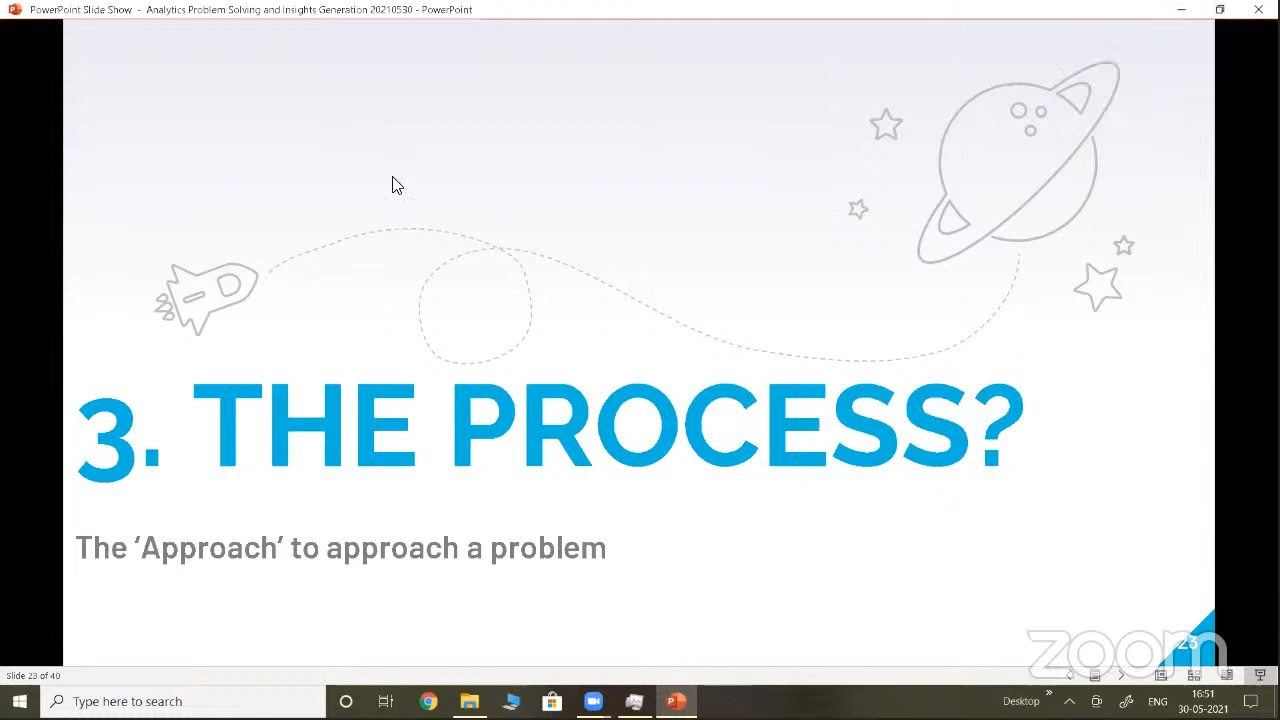 PowerPoint Slide Show - Analytics Problem Solving and Insights Generation 20210530 - PowerPoint
3. THE PROCESS?
The ‘Approach’ to approach a problem
23
zoom
Slide 23 of 40
Type here to search
Desktop
ENG
16:51
30-05-2021